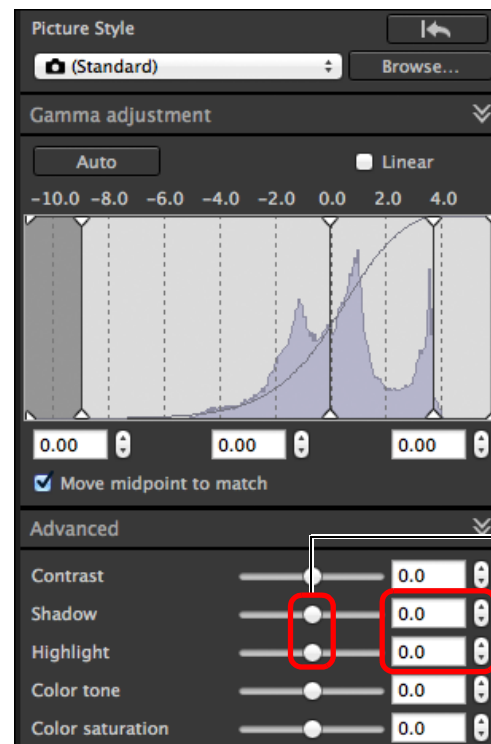 Picture Style
(Standard) Browse...
Gamma adjustment
Auto Linear
-10.0 -8.0 -6.0 -4.0 -2.0 0.0 2.0 4.0
0.00 0.00 0.00
Move midpoint to match
Advanced
Contrast 0.0
Shadow 0.0
Highlight 0.0
Color tone 0.0
Color saturation 0.0